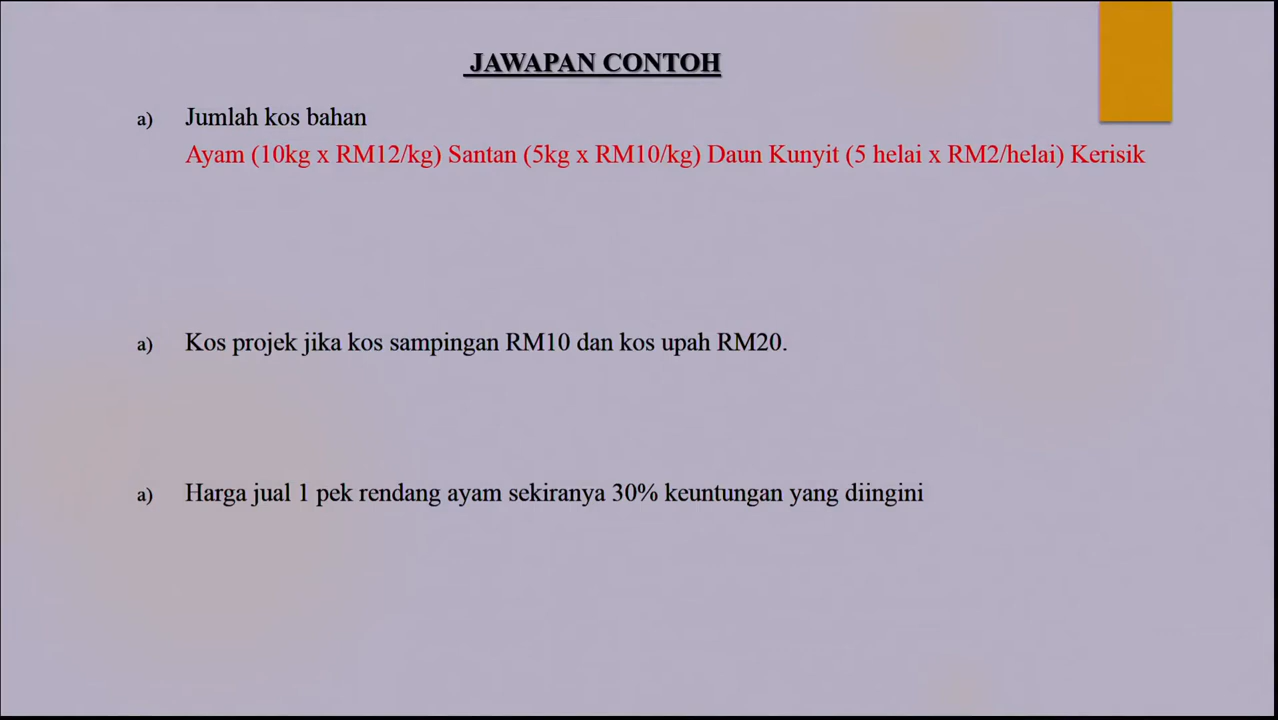 JAWAPAN CONTOH
a) Jumlah kos bahan
Ayam (10kg x RM12/kg) Santan (5kg x RM10/kg) Daun Kunyit (5 helai x RM2/helai) Kerisik
a) Kos projek jika kos sampingan RM10 dan kos upah RM20.
a) Harga jual 1 pek rendang ayam sekiranya 30% keuntungan yang diingini